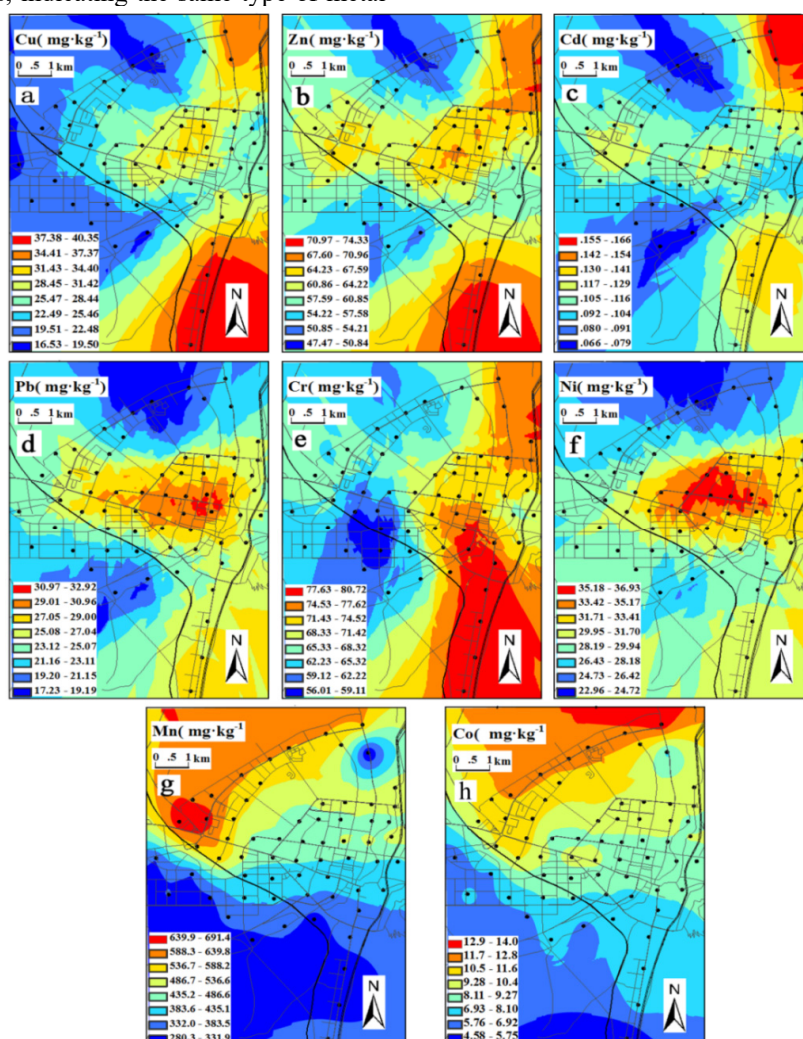 , indicating the same type of metal
Cu( mg·kg-1)
0 .5 1 km
a
37.38 - 40.35
34.41 - 37.37
31.43 - 34.40
28.45 - 31.42
25.47 - 28.44
22.49 - 25.46
19.51 - 22.48
16.53 - 19.50
N
Zn( mg·kg-1)
0 .5 1 km
b
70.97 - 74.33
67.60 - 70.96
64.23 - 67.59
60.86 - 64.22
57.59 - 60.85
54.22 - 57.58
50.85 - 54.21
47.47 - 50.84
N
Cd( mg·kg-1)
0 .5 1 km
c
.155 - .166
.142 - .154
.130 - .141
.117 - .129
.105 - .116
.092 - .104
.080 - .091
.066 - .079
N
Pb( mg·kg-1)
0 .5 1 km
d
30.97 - 32.92
29.01 - 30.96
27.05 - 29.00
25.08 - 27.04
23.12 - 25.07
21.16 - 23.11
19.20 - 21.15
17.23 - 19.19
N
Cr( mg·kg-1)
0 .5 1 km
e
77.63 - 80.72
74.53 - 77.62
71.43 - 74.52
68.33 - 71.42
65.33 - 68.32
62.23 - 65.32
59.12 - 62.22
56.01 - 59.11
N
Ni( mg·kg-1)
0 .5 1 km
f
35.18 - 36.93
33.42 - 35.17
31.71 - 33.41
29.95 - 31.70
28.19 - 29.94
26.43 - 28.18
24.73 - 26.42
22.96 - 24.72
N
Mn( mg·kg-1
0 .5 1 km
g
639.9 - 691.4
588.3 - 639.8
536.7 - 588.2
486.7 - 536.6
435.2 - 486.6
383.6 - 435.1
332.0 - 383.5
280.3 - 331.9
N
Co( mg·kg-1
0 .5 1 km
h
12.9 - 14.0
11.7 - 12.8
10.5 - 11.6
9.28 - 10.4
8.11 - 9.27
6.93 - 8.10
5.76 - 6.92
4.58 - 5.75
N